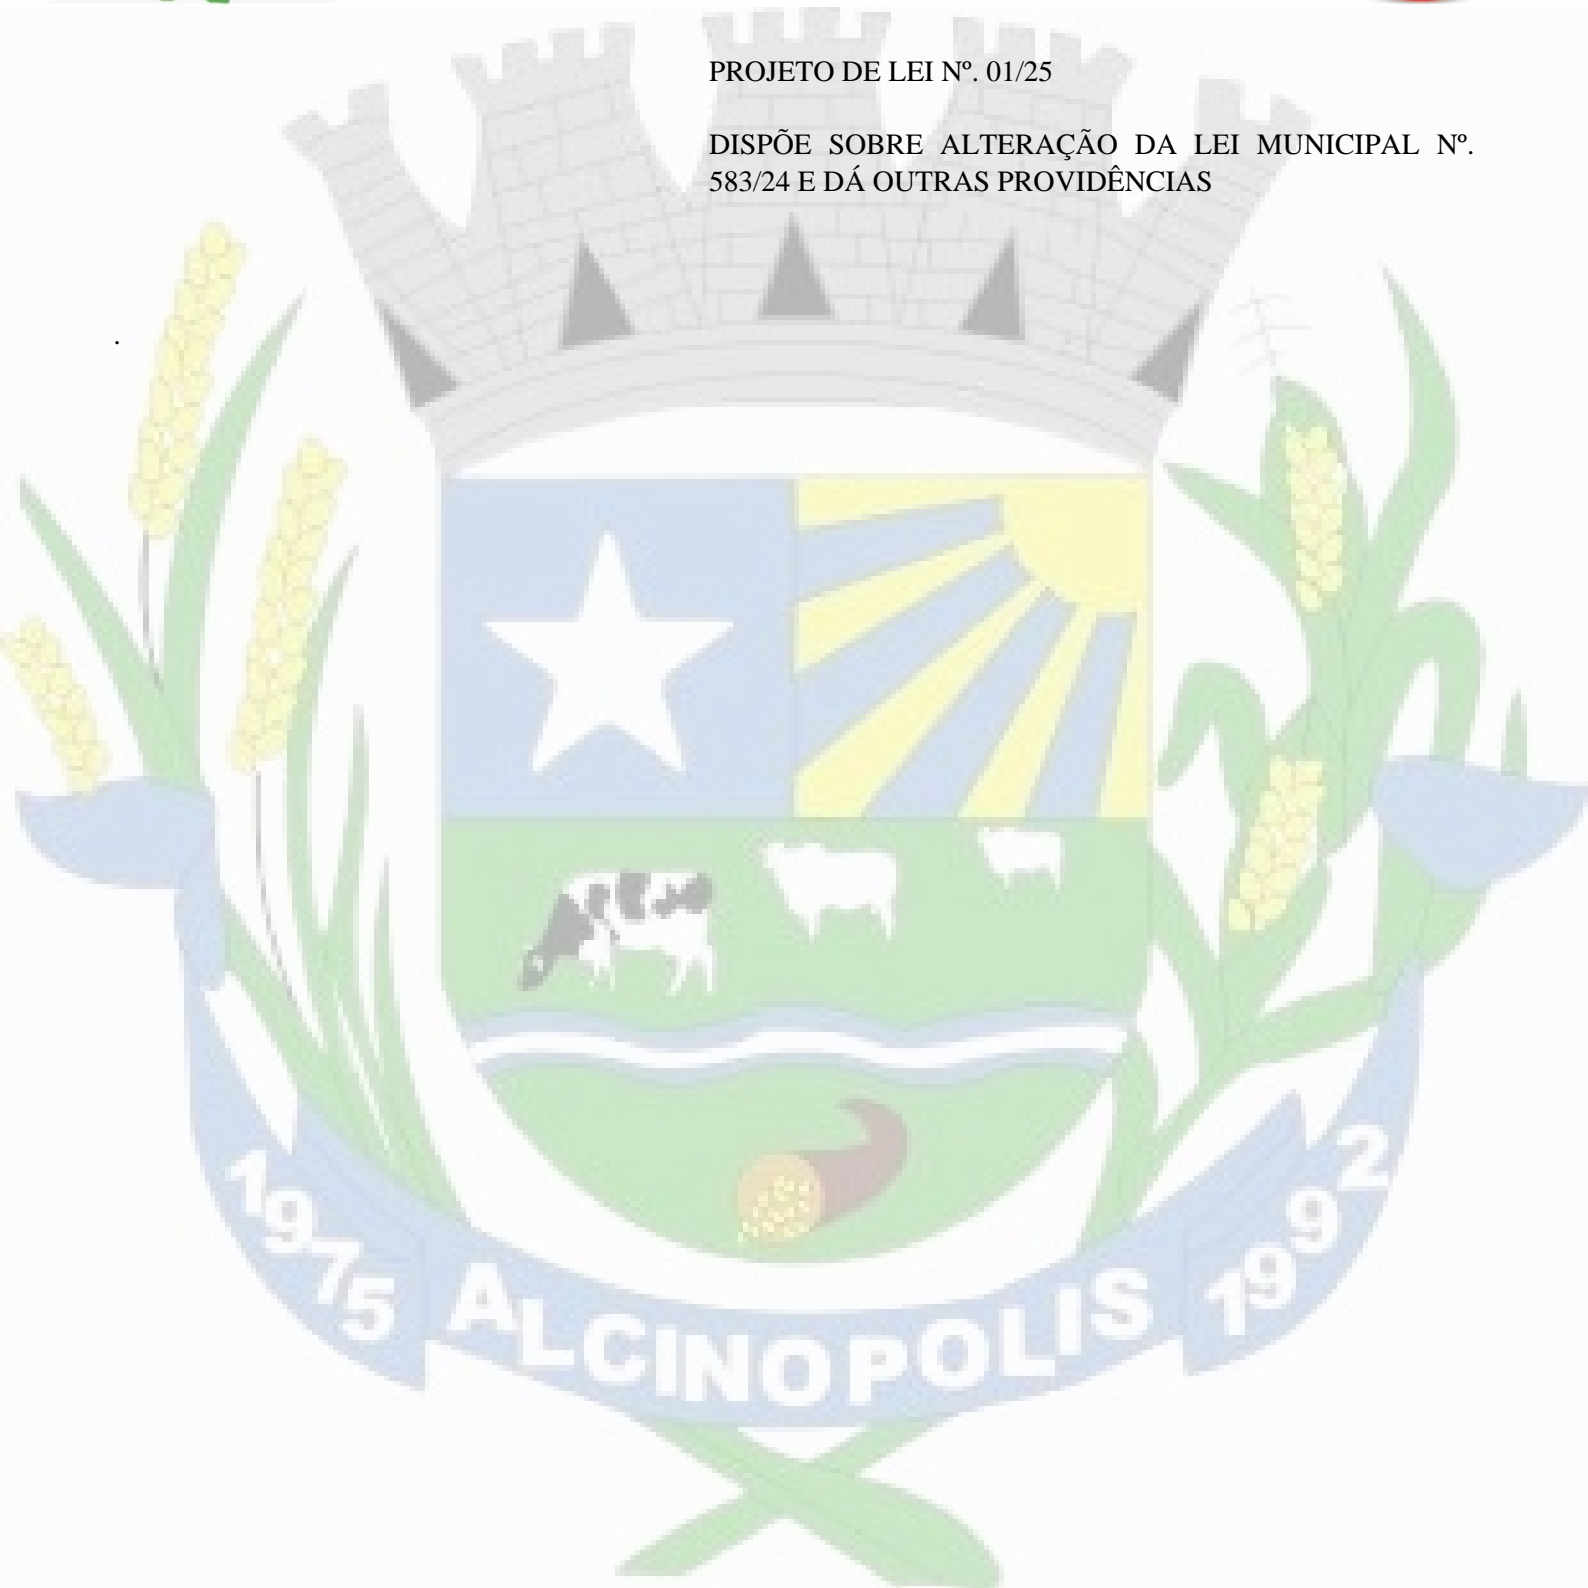 PROJETO DE LEI Nº. 01/25
DISPÕE SOBRE ALTERAÇÃO DA LEI MUNICIPAL Nº.
583/24 E DÁ OUTRAS PROVIDÊNCIAS
.
1975 ALCINOPOLIS 1992